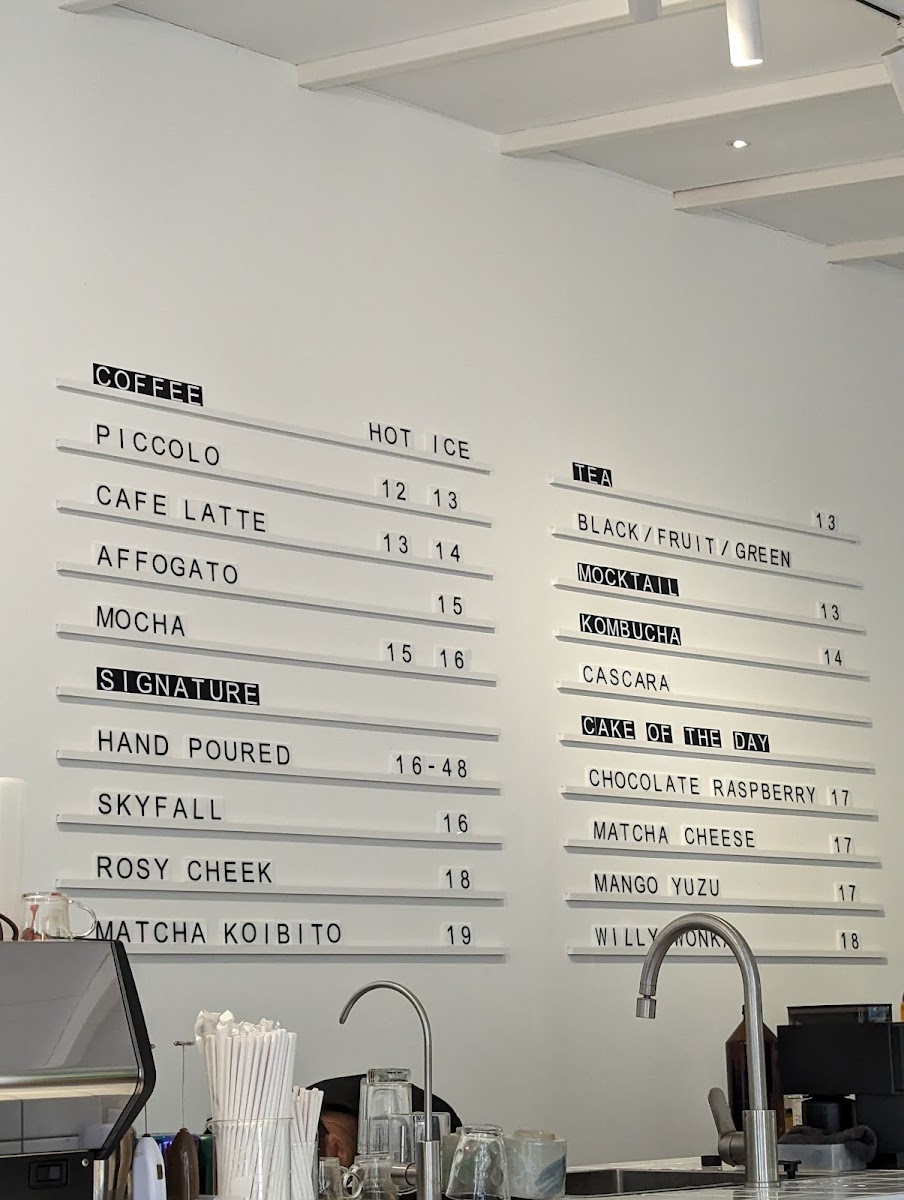 COFFEE HOT ICE
PICCOLO 12 13
CAFE LATTE 13 14
AFFOGATO 15
MOCHA 15 16
SIGNATURE
HAND POURED 16-48
SKYFALL 16
ROSY CHEEK 18
MATCHA KOIBITO 19
TEA 13
BLACK/FRUIT/GREEN
MOCKTAIL 13
KOMBUCHA 14
CASCARA
CAKE OF THE DAY
CHOCOLATE RASPBERRY 17
MATCHA CHEESE 17
MANGO YUZU 17
WILLY WONKA 18